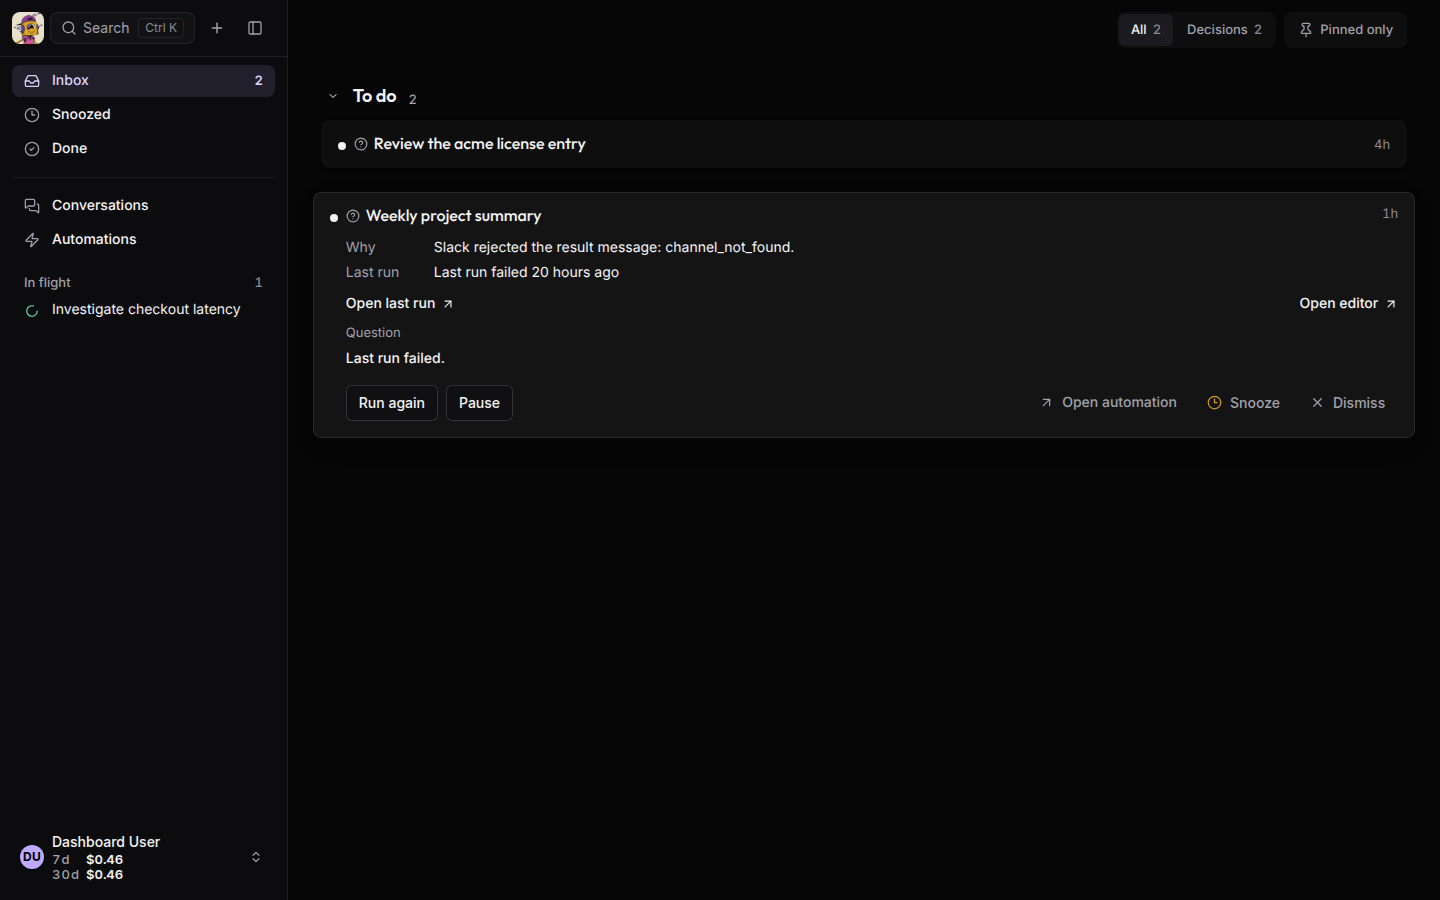 Search Ctrl K
Inbox 2
Snoozed
Done
Conversations
Automations
In flight 1
Investigate checkout latency
Dashboard User
DU
7d $0.46
30d $0.46
All 2 Decisions 2 Pinned only
To do 2
Review the acme license entry 4h
Weekly project summary 1h
Why Slack rejected the result message: channel_not_found.
Last run Last run failed 20 hours ago
Open last run Open editor
Question
Last run failed.
Run again Pause Open automation Snooze Dismiss